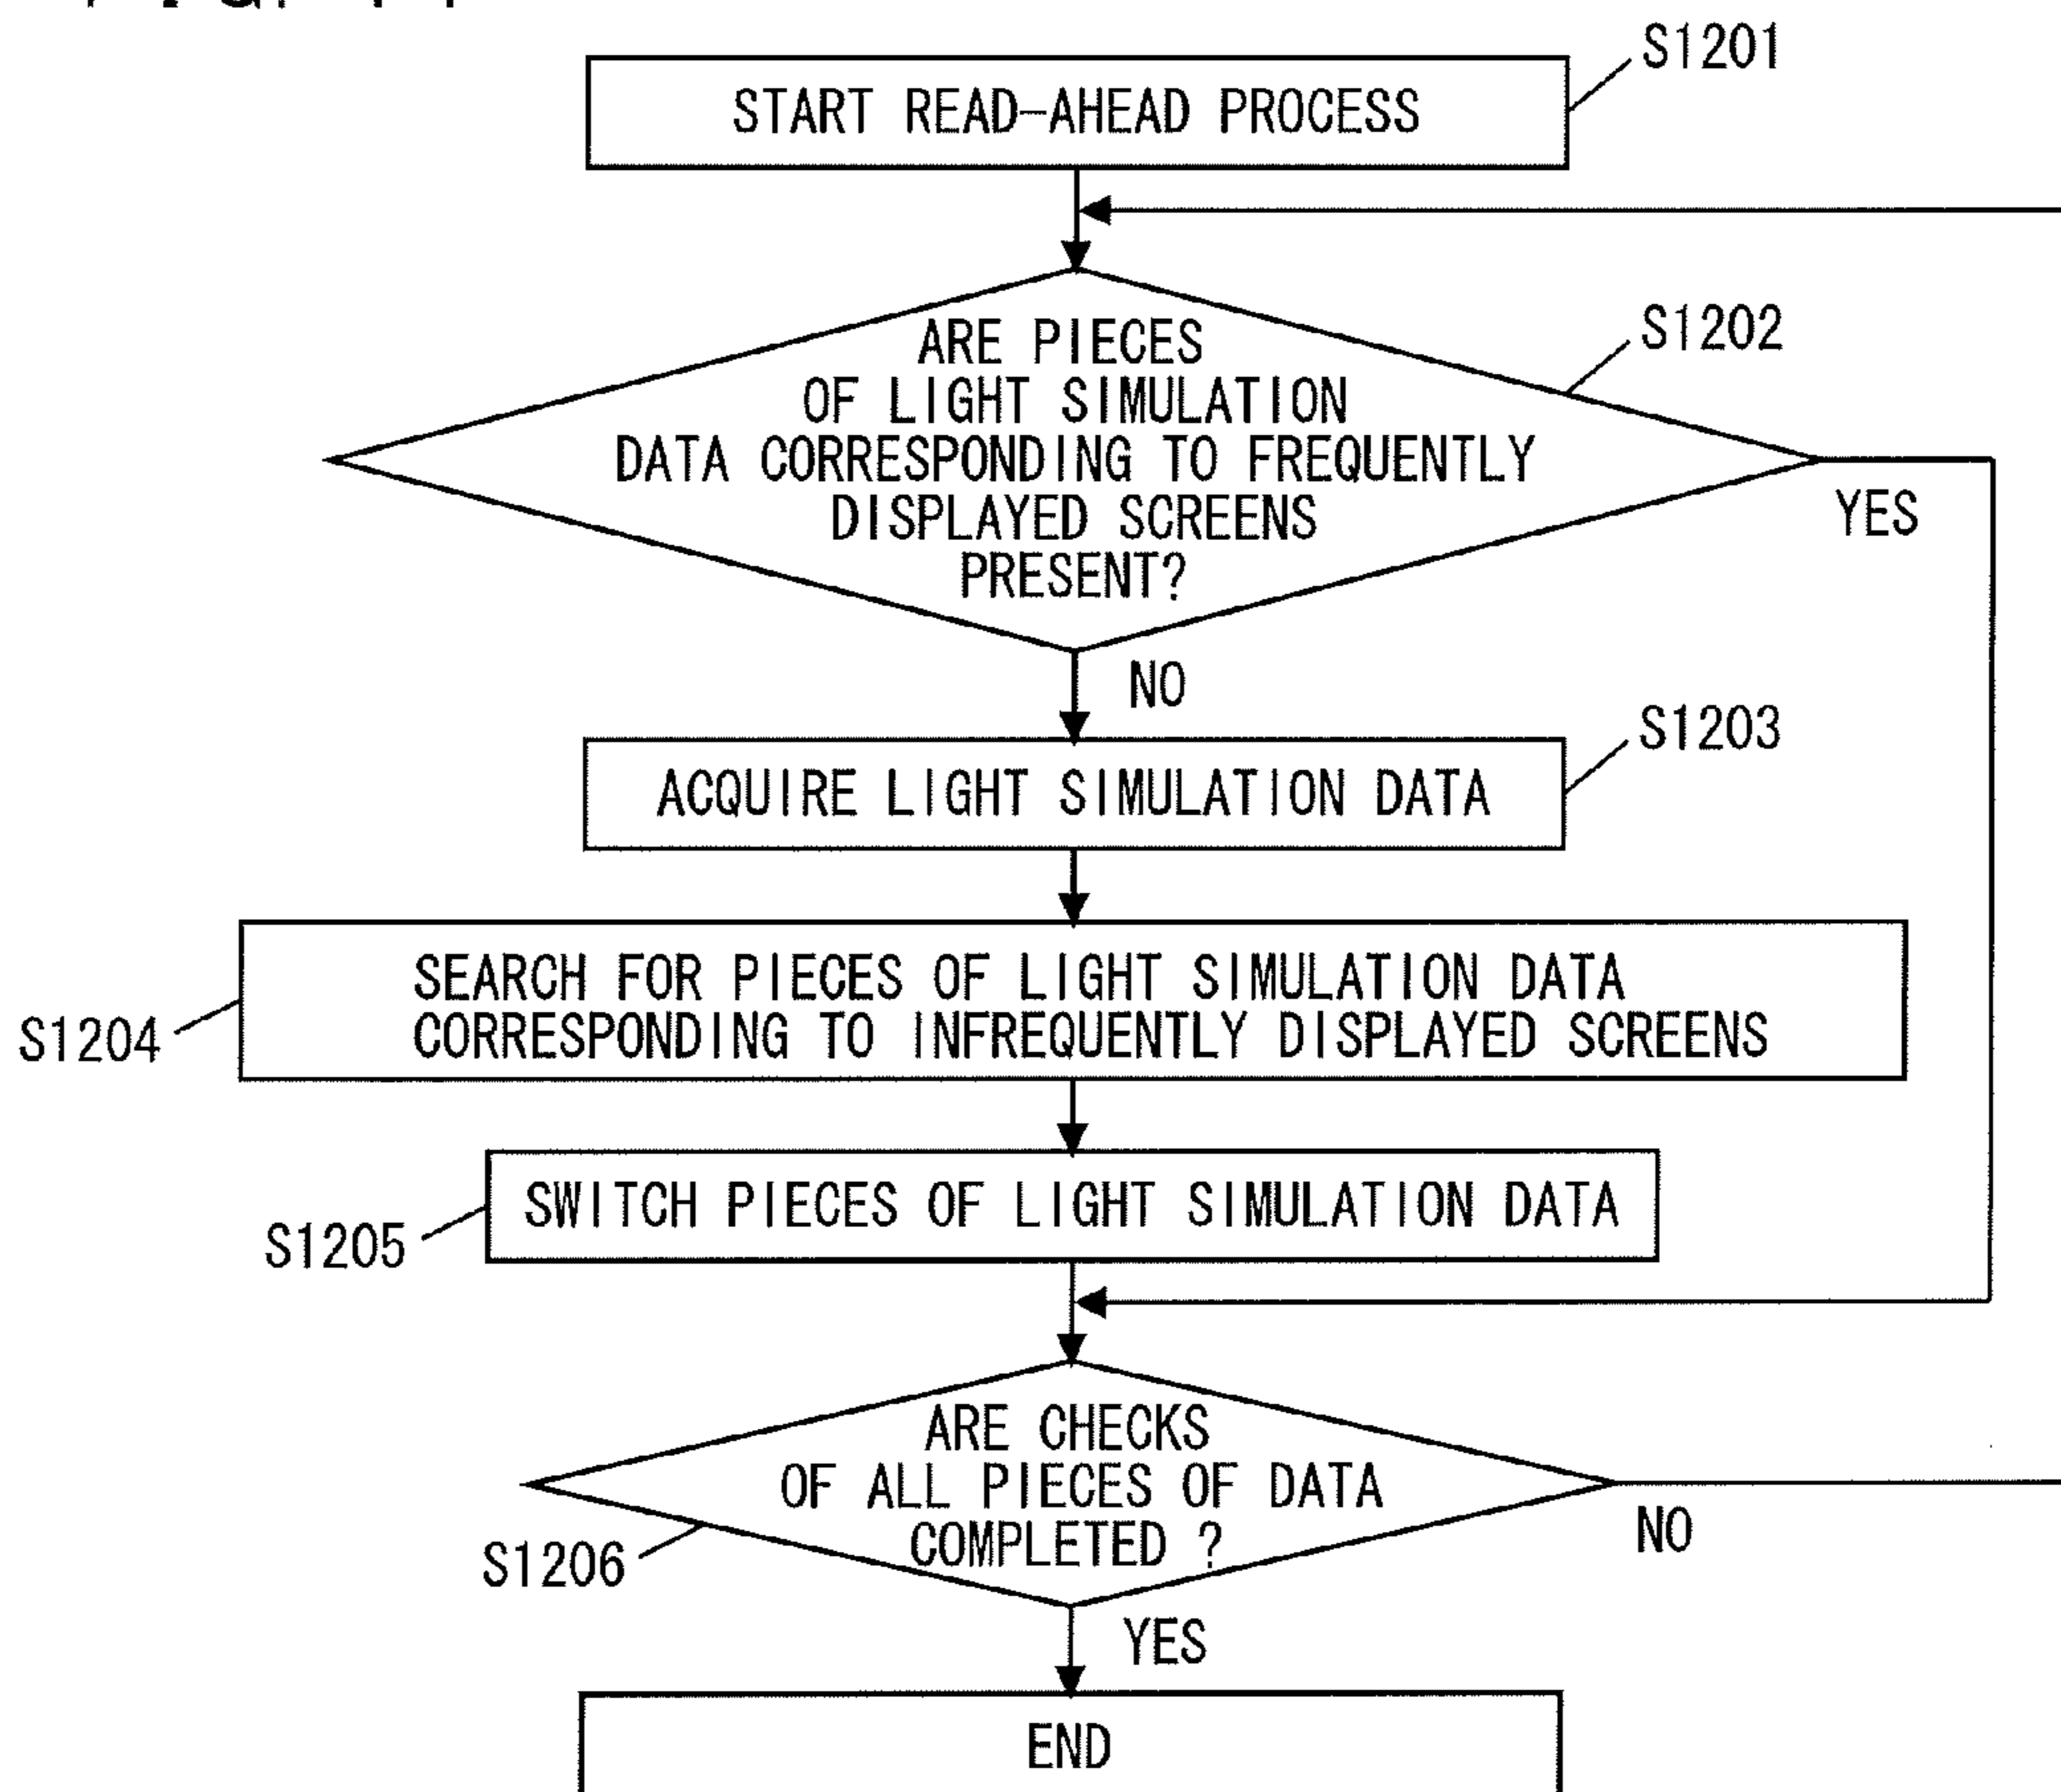 START READ-AHEAD PROCESS
S1201
ARE PIECES
OF LIGHT SIMULATION
DATA CORRESPONDING TO FREQUENTLY
DISPLAYED SCREENS
PRESENT?
S1202
YES
NO
ACQUIRE LIGHT SIMULATION DATA
S1203
SEARCH FOR PIECES OF LIGHT SIMULATION DATA
CORRESPONDING TO INFREQUENTLY DISPLAYED SCREENS
S1204
SWITCH PIECES OF LIGHT SIMULATION DATA
S1205
ARE CHECKS
OF ALL PIECES OF DATA
COMPLETED ?
S1206
NO
YES
END